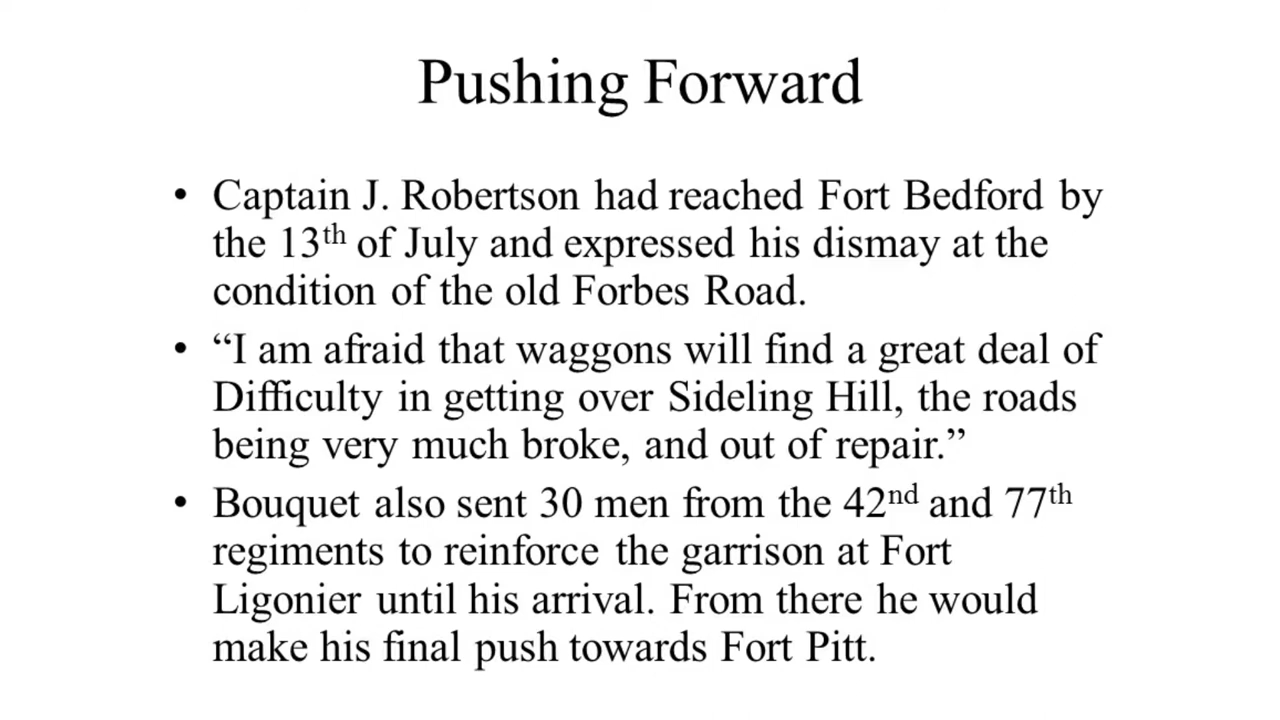 Pushing Forward
• Captain J. Robertson had reached Fort Bedford by
the 13th of July and expressed his dismay at the
condition of the old Forbes Road.
• “I am afraid that waggons will find a great deal of
Difficulty in getting over Sideling Hill, the roads
being very much broke, and out of repair.”
• Bouquet also sent 30 men from the 42nd and 77th
regiments to reinforce the garrison at Fort
Ligonier until his arrival. From there he would
make his final push towards Fort Pitt.